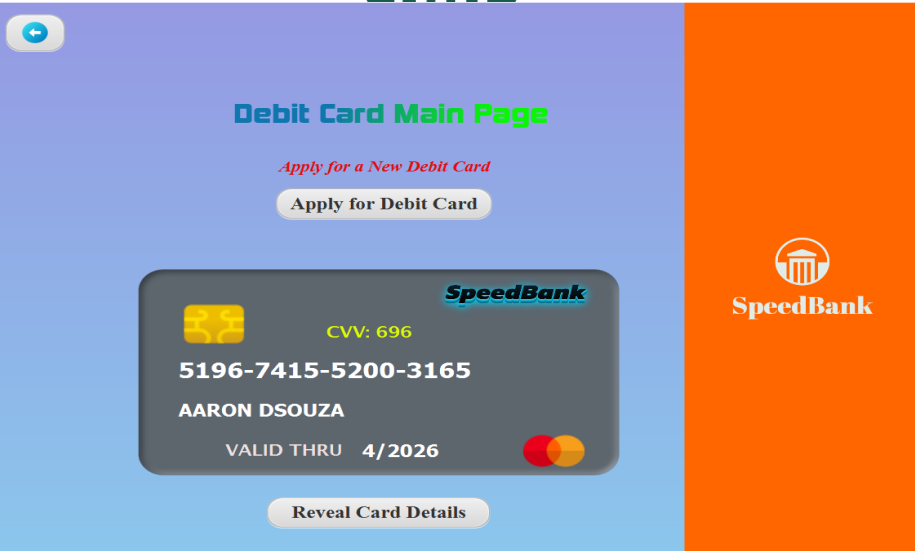 Debit Card Main Page
Apply for a New Debit Card
Apply for Debit Card
SpeedBank
CVV: 696
5196-7415-5200-3165
AARON DSOUZA
VALID THRU 4/2026
Reveal Card Details
SpeedBank